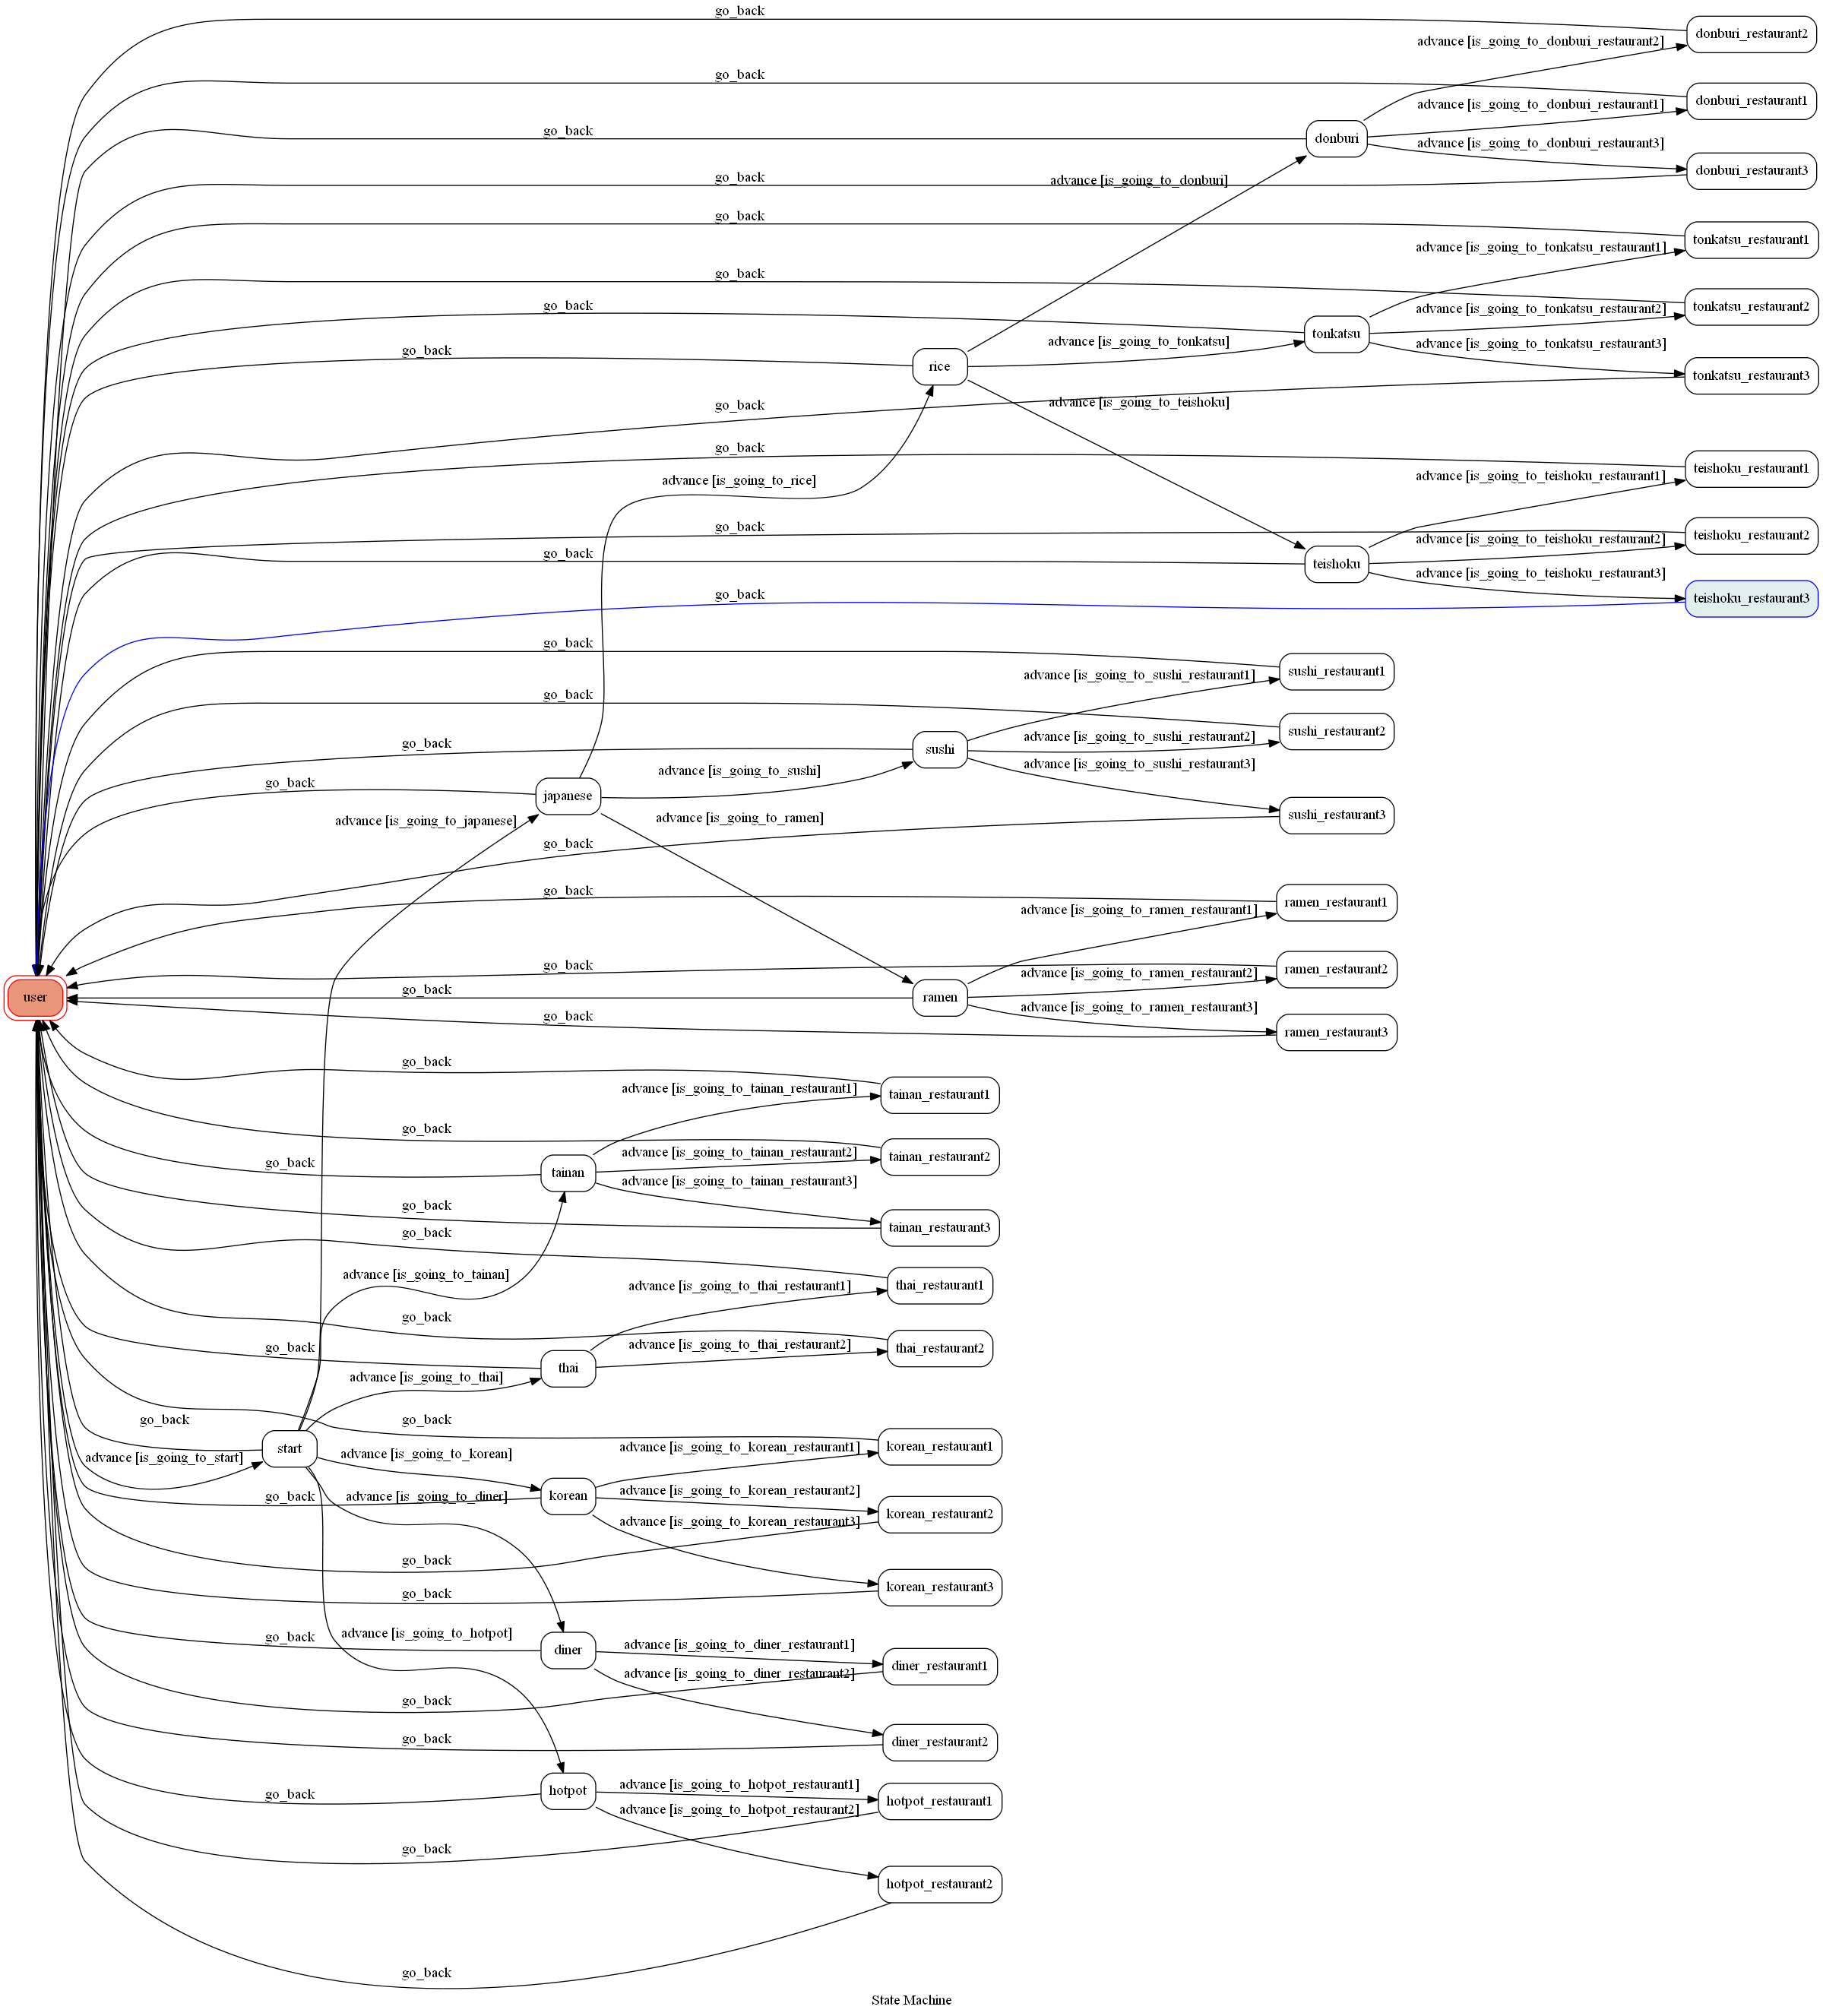 go_back
donburi_restaurant2
advance [is_going_to_donburi_restaurant2]
go_back
donburi_restaurant1
advance [is_going_to_donburi_restaurant1]
go_back
donburi
advance [is_going_to_donburi_restaurant3]
donburi_restaurant3
go_back
advance [is_going_to_donburi]
go_back
tonkatsu_restaurant1
advance [is_going_to_tonkatsu_restaurant1]
go_back
tonkatsu_restaurant2
go_back
advance [is_going_to_tonkatsu_restaurant2]
tonkatsu
advance [is_going_to_tonkatsu]
advance [is_going_to_tonkatsu_restaurant3]
go_back
rice
tonkatsu_restaurant3
go_back
advance [is_going_to_teishoku]
go_back
teishoku_restaurant1
advance [is_going_to_rice]
advance [is_going_to_teishoku_restaurant1]
go_back
teishoku_restaurant2
advance [is_going_to_teishoku_restaurant2]
go_back
teishoku
advance [is_going_to_teishoku_restaurant3]
go_back
teishoku_restaurant3
go_back
sushi_restaurant1
advance [is_going_to_sushi_restaurant1]
go_back
sushi_restaurant2
advance [is_going_to_sushi_restaurant2]
go_back
sushi
advance [is_going_to_sushi]
advance [is_going_to_sushi_restaurant3]
go_back
japanese
sushi_restaurant3
advance [is_going_to_japanese]
advance [is_going_to_ramen]
go_back
go_back
ramen_restaurant1
advance [is_going_to_ramen_restaurant1]
go_back
ramen_restaurant2
advance [is_going_to_ramen_restaurant2]
user
go_back
ramen
advance [is_going_to_ramen_restaurant3]
go_back
ramen_restaurant3
go_back
advance [is_going_to_tainan_restaurant1]
tainan_restaurant1
go_back
advance [is_going_to_tainan_restaurant2]
tainan_restaurant2
go_back
tainan
advance [is_going_to_tainan_restaurant3]
go_back
tainan_restaurant3
go_back
advance [is_going_to_tainan]
advance [is_going_to_thai_restaurant1]
thai_restaurant1
go_back
go_back
advance [is_going_to_thai_restaurant2]
thai_restaurant2
thai
advance [is_going_to_thai]
go_back
go_back
start
advance [is_going_to_start]
advance [is_going_to_korean]
advance [is_going_to_korean_restaurant1]
korean_restaurant1
go_back
advance [is_going_to_diner]
korean
advance [is_going_to_korean_restaurant2]
korean_restaurant2
advance [is_going_to_korean_restaurant3]
go_back
go_back
korean_restaurant3
go_back
advance [is_going_to_hotpot]
diner
advance [is_going_to_diner_restaurant1]
diner_restaurant1
advance [is_going_to_diner_restaurant2]
go_back
go_back
diner_restaurant2
go_back
hotpot
advance [is_going_to_hotpot_restaurant1]
hotpot_restaurant1
advance [is_going_to_hotpot_restaurant2]
go_back
hotpot_restaurant2
go_back
State Machine